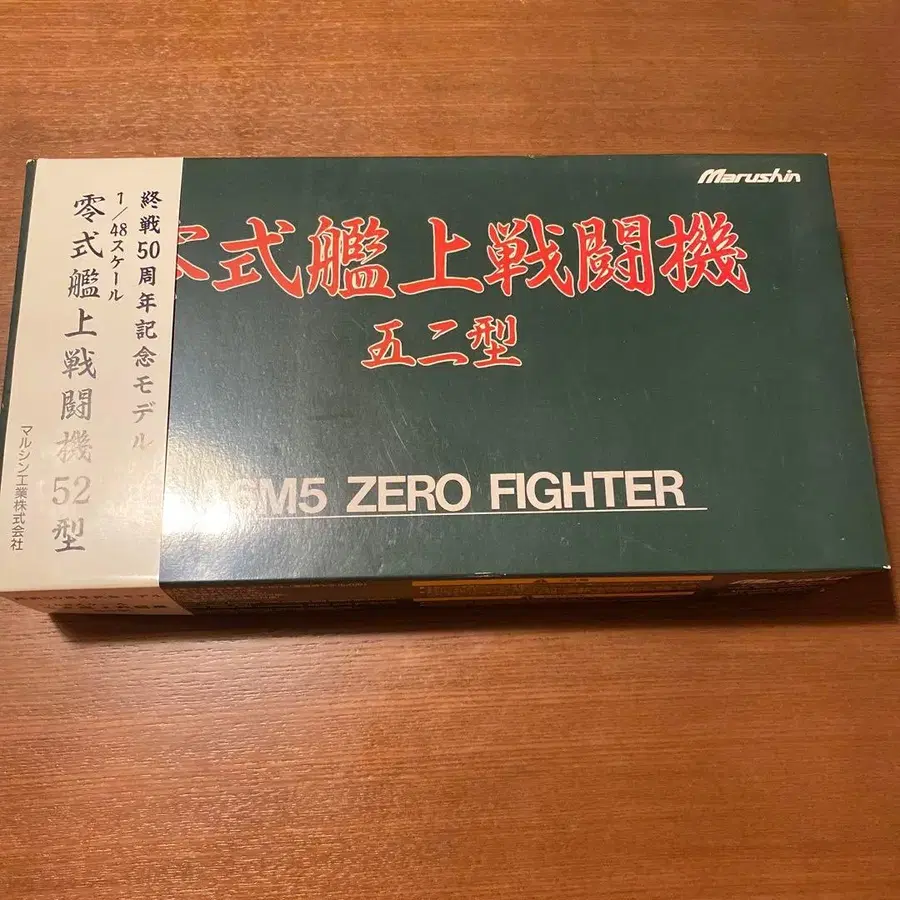 終戦50周年記念モデル
1/48スケール
零式艦上戦闘機52型
マルシン工業株式会社
Marushin
式艦上戦闘機
五二型
6M5 ZERO FIGHTER